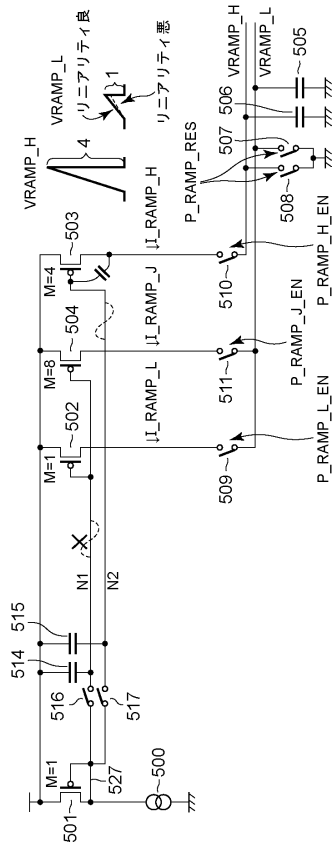 VRAMP_H
4
VRAMP_L
リニアリティ良
1
リニアリティ悪
M=1
501
527
500
514
515
516
517
N1
N2
M=1
502
M=8
504
M=4
503
↓I_RAMP_L
↓I_RAMP_J
↓I_RAMP_H
509
511
510
P_RAMP_L_EN
P_RAMP_J_EN
P_RAMP_H_EN
P_RAMP_RES
508
507
506
505
VRAMP_H
VRAMP_L